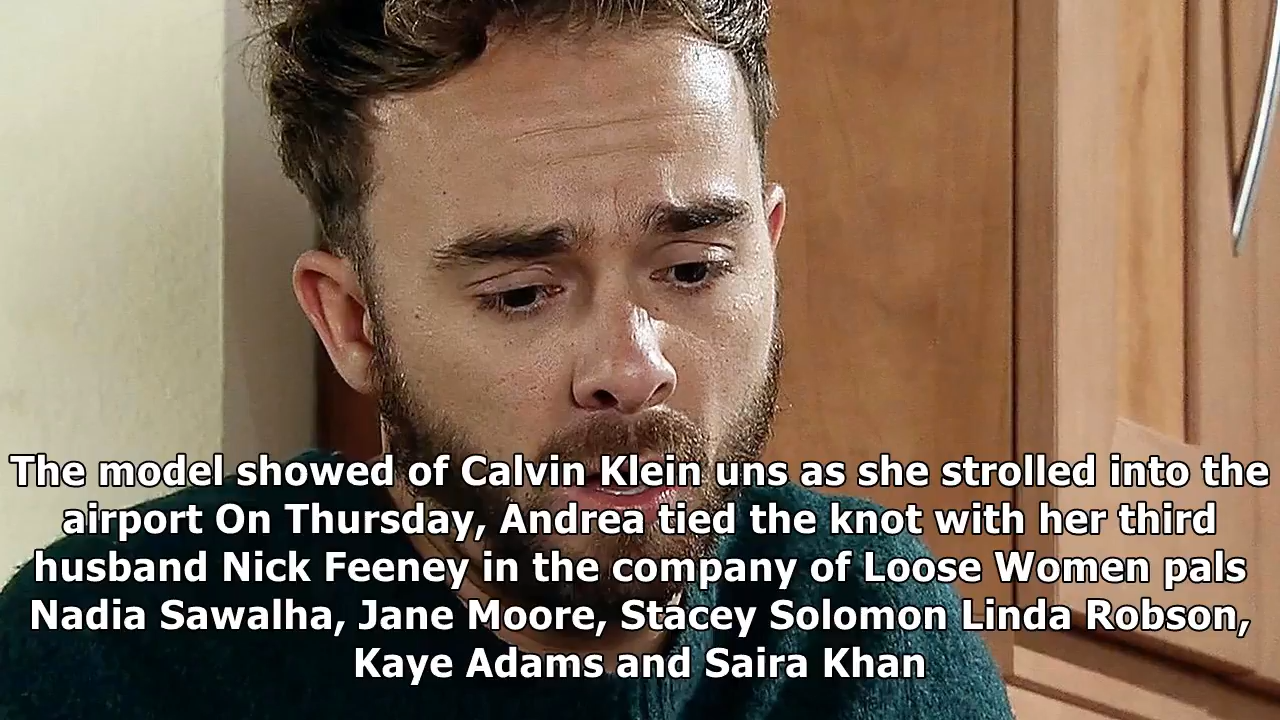 The model showed of Calvin Klein uns as she strolled into the
airport On Thursday, Andrea tied the knot with her third
husband Nick Feeney in the company of Loose Women pals
Nadia Sawalha, Jane Moore, Stacey Solomon Linda Robson,
Kaye Adams and Saira Khan